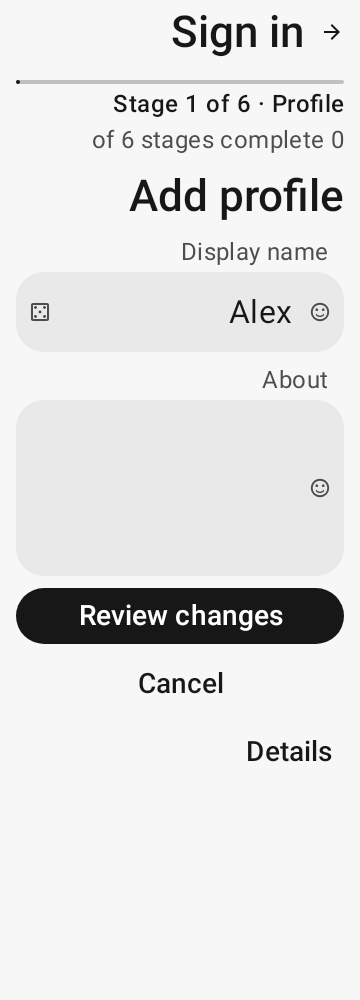 Sign in
Stage 1 of 6 · Profile
of 6 stages complete 0
Add profile
Display name
Alex
About
Review changes
Cancel
Details